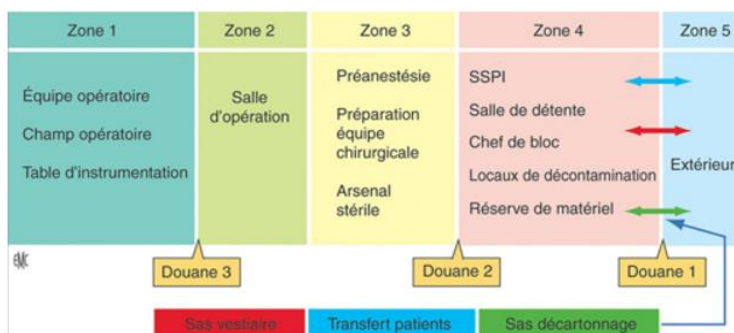 Zone 1
Zone 2
Zone 3
Zone 4
Zone 5
Équipe opératoire
Champ opératoire
Table d'instrumentation
Salle
d'opération
Préanestésie
Préparation
équipe
chirurgicale
Arsenal
stérile
SSPI
Salle de détente
Chef de bloc
Locaux de décontamination
Réserve de matériel
Extérieur
Douane 3
Douane 2
Douane 1
Sas vestiaire
Transfert patients
Sas décartonnage